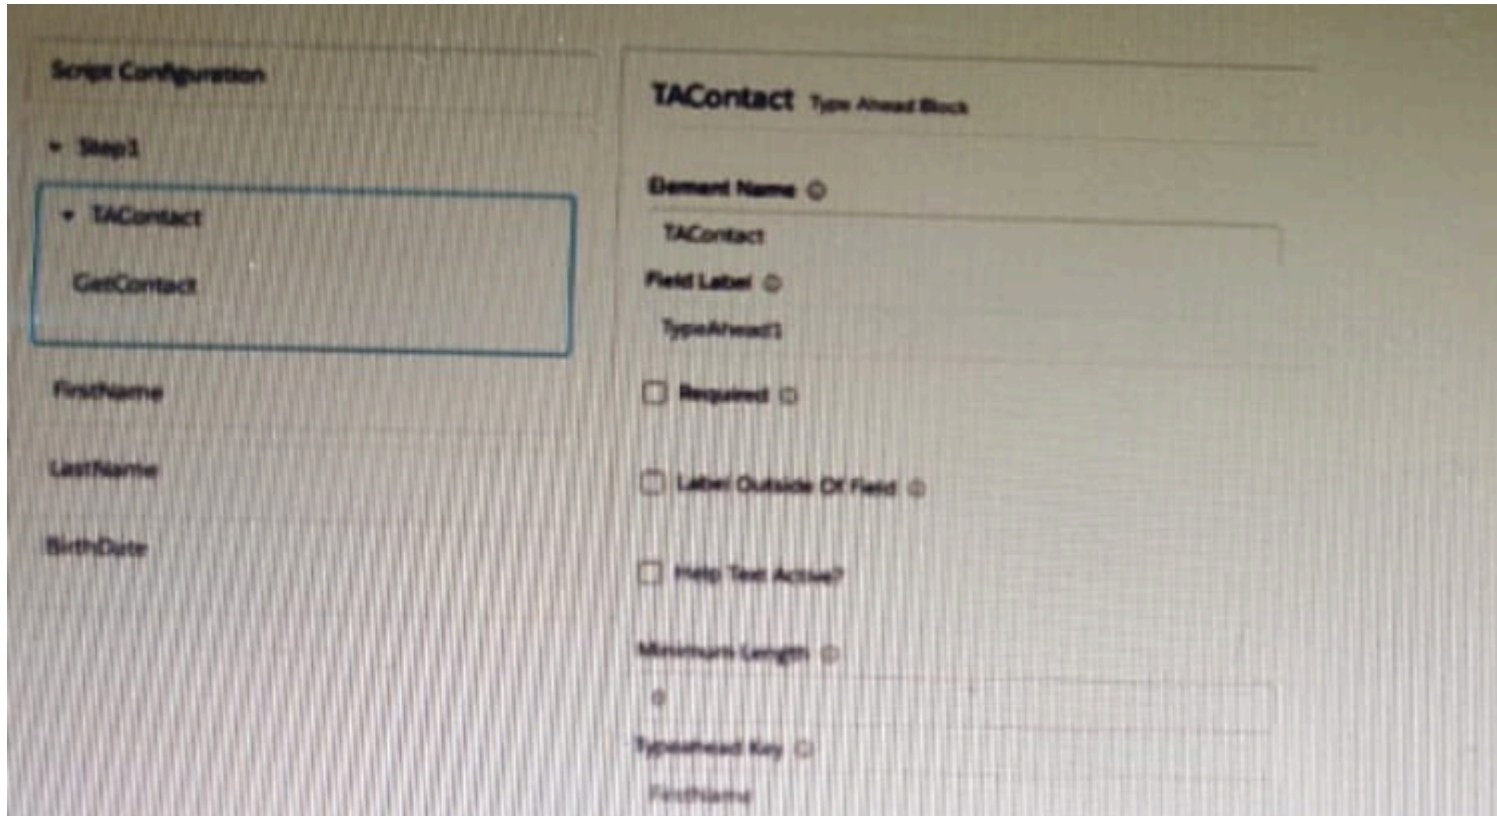 Script Configuration
Step1
TAContact
GetContact
FirstName
LastName
BirthDate
TAContact Type Ahead Block
Element Name
TAContact
Field Label
TypeAhead1
Required
Label Outside Of Field
Help Text Active?
Minimum Length
0
Typeahead Key
FirstName